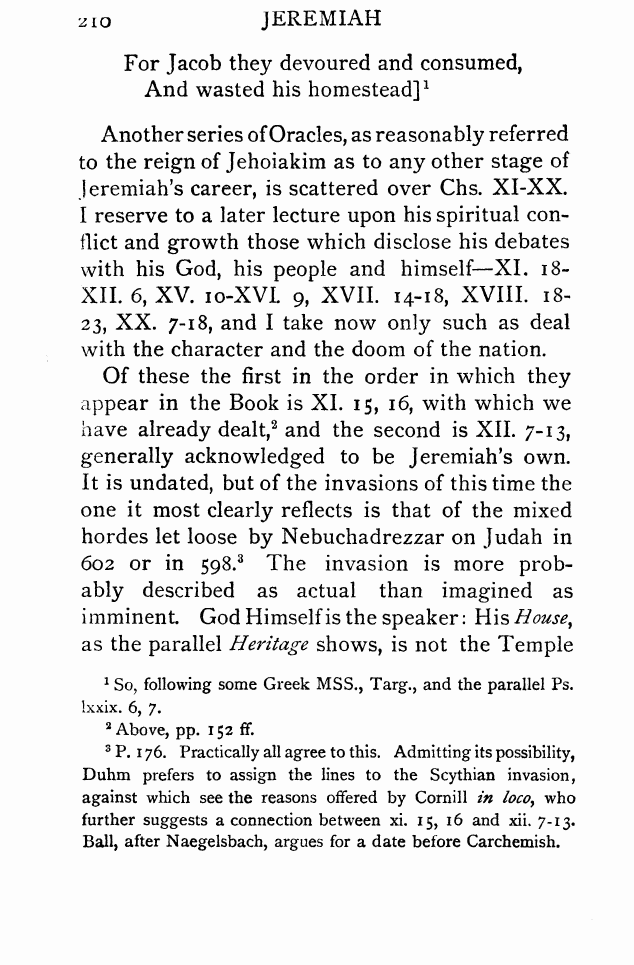 210 JEREMIAH
For Jacob they devoured and consumed,
And wasted his homestead]¹
Another series of Oracles, as reasonably referred
to the reign of Jehoiakim as to any other stage of
Jeremiah's career, is scattered over Chs. XI-XX.
I reserve to a later lecture upon his spiritual con-
flict and growth those which disclose his debates
with his God, his people and himself—XI. 18-
XII. 6, XV. 10-XVI. 9, XVII. 14-18, XVIII. 18-
23, XX. 7-18, and I take now only such as deal
with the character and the doom of the nation.
Of these the first in the order in which they
appear in the Book is XI. 15, 16, with which we
have already dealt,² and the second is XII. 7-13,
generally acknowledged to be Jeremiah's own.
It is undated, but of the invasions of this time the
one it most clearly reflects is that of the mixed
hordes let loose by Nebuchadrezzar on Judah in
602 or in 598.³ The invasion is more prob-
ably described as actual than imagined as
imminent. God Himself is the speaker: His House,
as the parallel Heritage shows, is not the Temple
¹ So, following some Greek MSS., Targ., and the parallel Ps.
lxxix. 6, 7.
² Above, pp. 152 ff.
³ P. 176. Practically all agree to this. Admitting its possibility,
Duhm prefers to assign the lines to the Scythian invasion,
against which see the reasons offered by Cornill in loco, who
further suggests a connection between xi. 15, 16 and xii. 7-13.
Ball, after Naegelsbach, argues for a date before Carchemish.